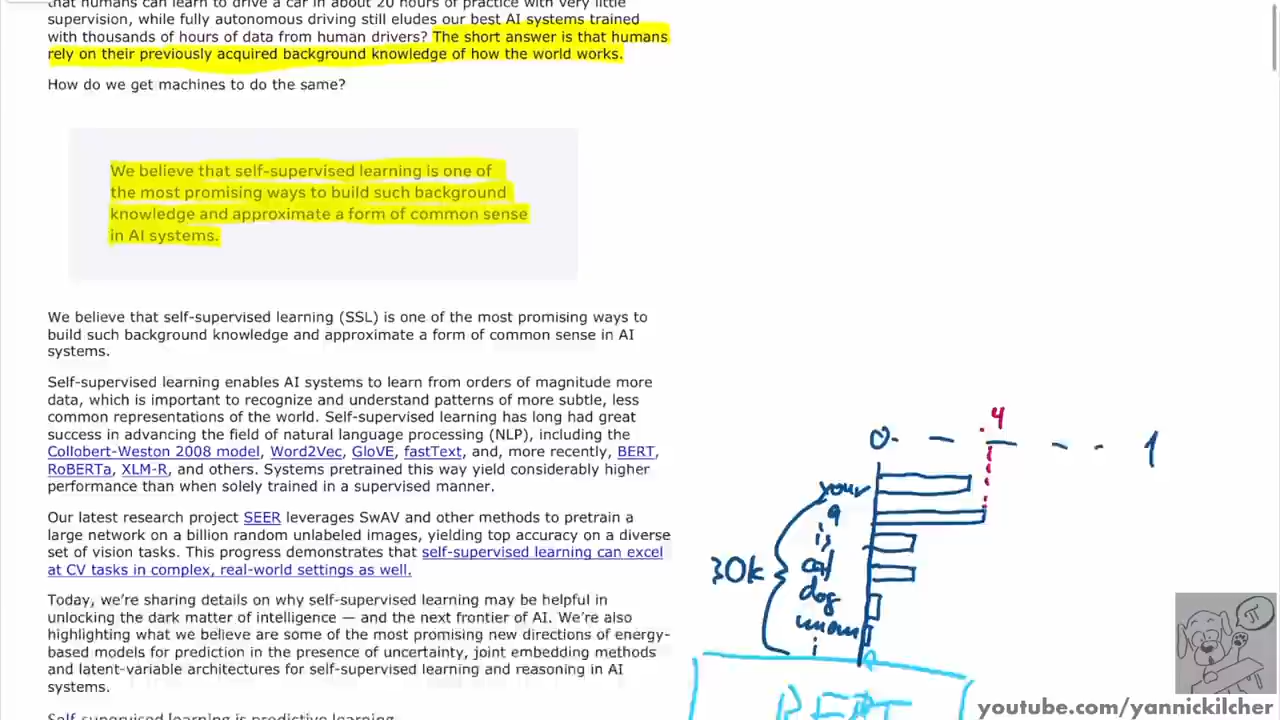 that humans can learn to drive a car in about 20 hours of practice with very little
supervision, while fully autonomous driving still eludes our best AI systems trained
with thousands of hours of data from human drivers? The short answer is that humans
rely on their previously acquired background knowledge of how the world works.
How do we get machines to do the same?
We believe that self-supervised learning is one of
the most promising ways to build such background
knowledge and approximate a form of common sense
in AI systems.
We believe that self-supervised learning (SSL) is one of the most promising ways to
build such background knowledge and approximate a form of common sense in AI
systems.
Self-supervised learning enables AI systems to learn from orders of magnitude more
data, which is important to recognize and understand patterns of more subtle, less
common representations of the world. Self-supervised learning has long had great
success in advancing the field of natural language processing (NLP), including the
Collobert-Weston 2008 model, Word2Vec, GloVE, fastText, and, more recently, BERT,
RoBERTa, XLM-R, and others. Systems pretrained this way yield considerably higher
performance than when solely trained in a supervised manner.
Our latest research project SEER leverages SwAV and other methods to pretrain a
large network on a billion random unlabeled images, yielding top accuracy on a diverse
set of vision tasks. This progress demonstrates that self-supervised learning can excel
at CV tasks in complex, real-world settings as well.
Today, we're sharing details on why self-supervised learning may be helpful in
unlocking the dark matter of intelligence — and the next frontier of AI. We're also
highlighting what we believe are some of the most promising new directions of energy-
based models for prediction in the presence of uncertainty, joint embedding methods
and latent-variable architectures for self-supervised learning and reasoning in AI
systems.
Self-supervised learning is predictive learning
.4
0 1
your
a
is
cat
dog
30k
i
BERT
π
youtube.com/yannickilcher